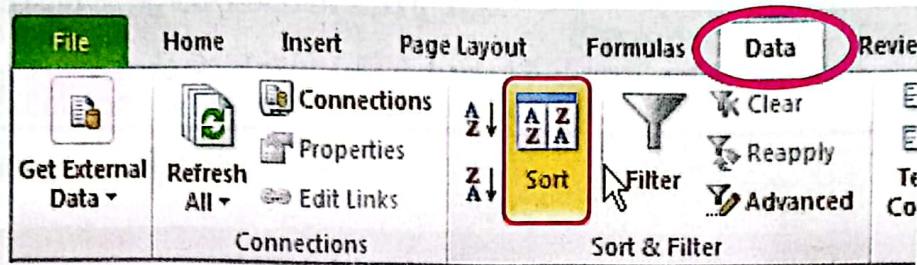 File Home Insert Page Layout Formulas Data Revie
Get External Data
Refresh All
Connections
Properties
Edit Links
Connections
A Z
Z A
A Z Z A
Sort
Filter
Clear
Reapply
Advanced
Sort & Filter
Te
Co